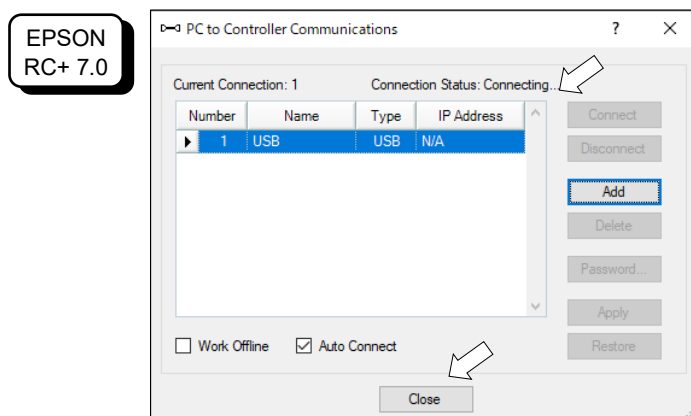 EPSON
RC+ 7.0
PC to Controller Communications
?
Current Connection: 1
Connection Status: Connecting...
Number Name Type IP Address
1 USB USB N/A
Connect
Disconnect
Add
Delete
Password...
Apply
Restore
Work Offline
Auto Connect
Close